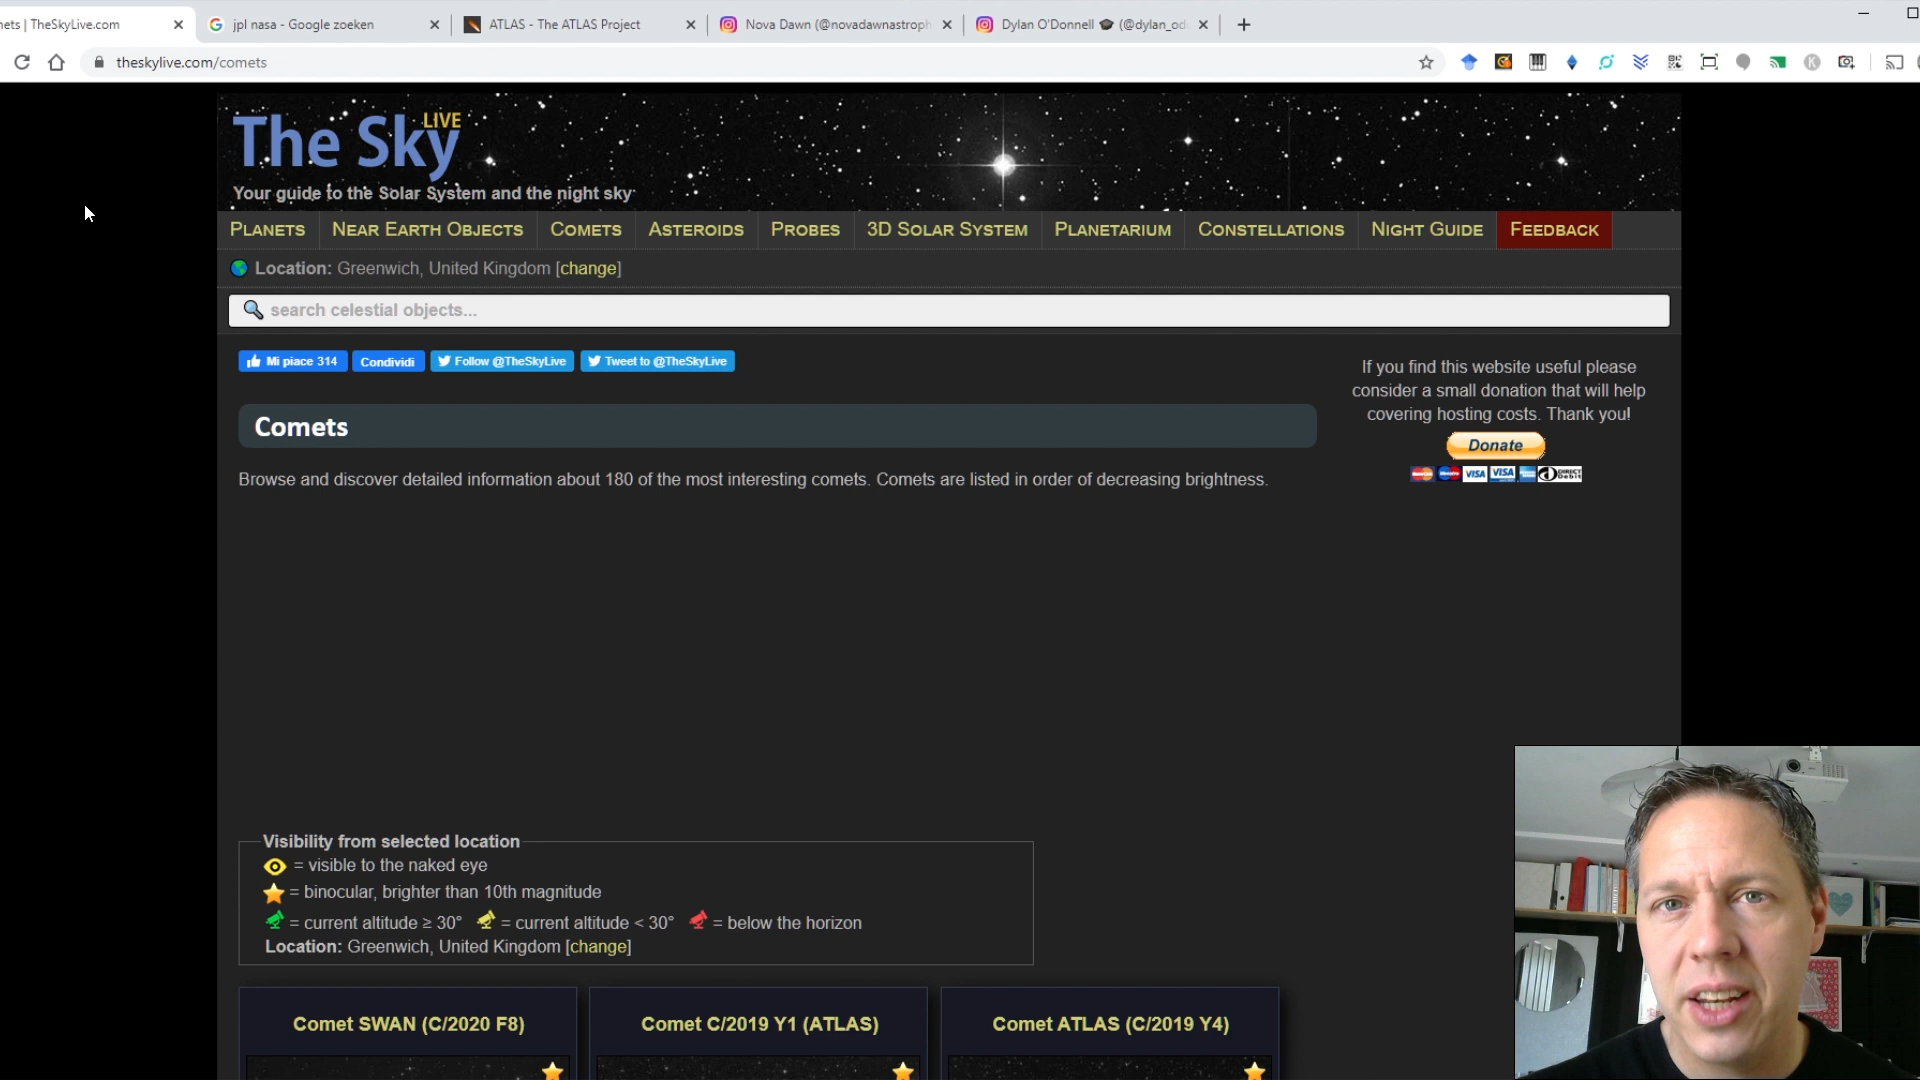 nets | TheSkyLive.com
jpl nasa - Google zoeken
ATLAS - The ATLAS Project
Nova Dawn (@novadawnastroph
Dylan O'Donnell 🎓 (@dylan_od
theskylive.com/comets
The Sky LIVE
Your guide to the Solar System and the night sky
PLANETS
NEAR EARTH OBJECTS
COMETS
ASTEROIDS
PROBES
3D SOLAR SYSTEM
PLANETARIUM
CONSTELLATIONS
NIGHT GUIDE
FEEDBACK
Location: Greenwich, United Kingdom [change]
search celestial objects...
Mi piace 314
Condividi
Follow @TheSkyLive
Tweet to @TheSkyLive
If you find this website useful please
consider a small donation that will help
covering hosting costs. Thank you!
Donate
VISA
VISA
DIRECT
Debit
Comets
Browse and discover detailed information about 180 of the most interesting comets. Comets are listed in order of decreasing brightness.
Visibility from selected location
= visible to the naked eye
= binocular, brighter than 10th magnitude
= current altitude ≥ 30° = current altitude < 30° = below the horizon
Location: Greenwich, United Kingdom [change]
Comet SWAN (C/2020 F8)
Comet C/2019 Y1 (ATLAS)
Comet ATLAS (C/2019 Y4)